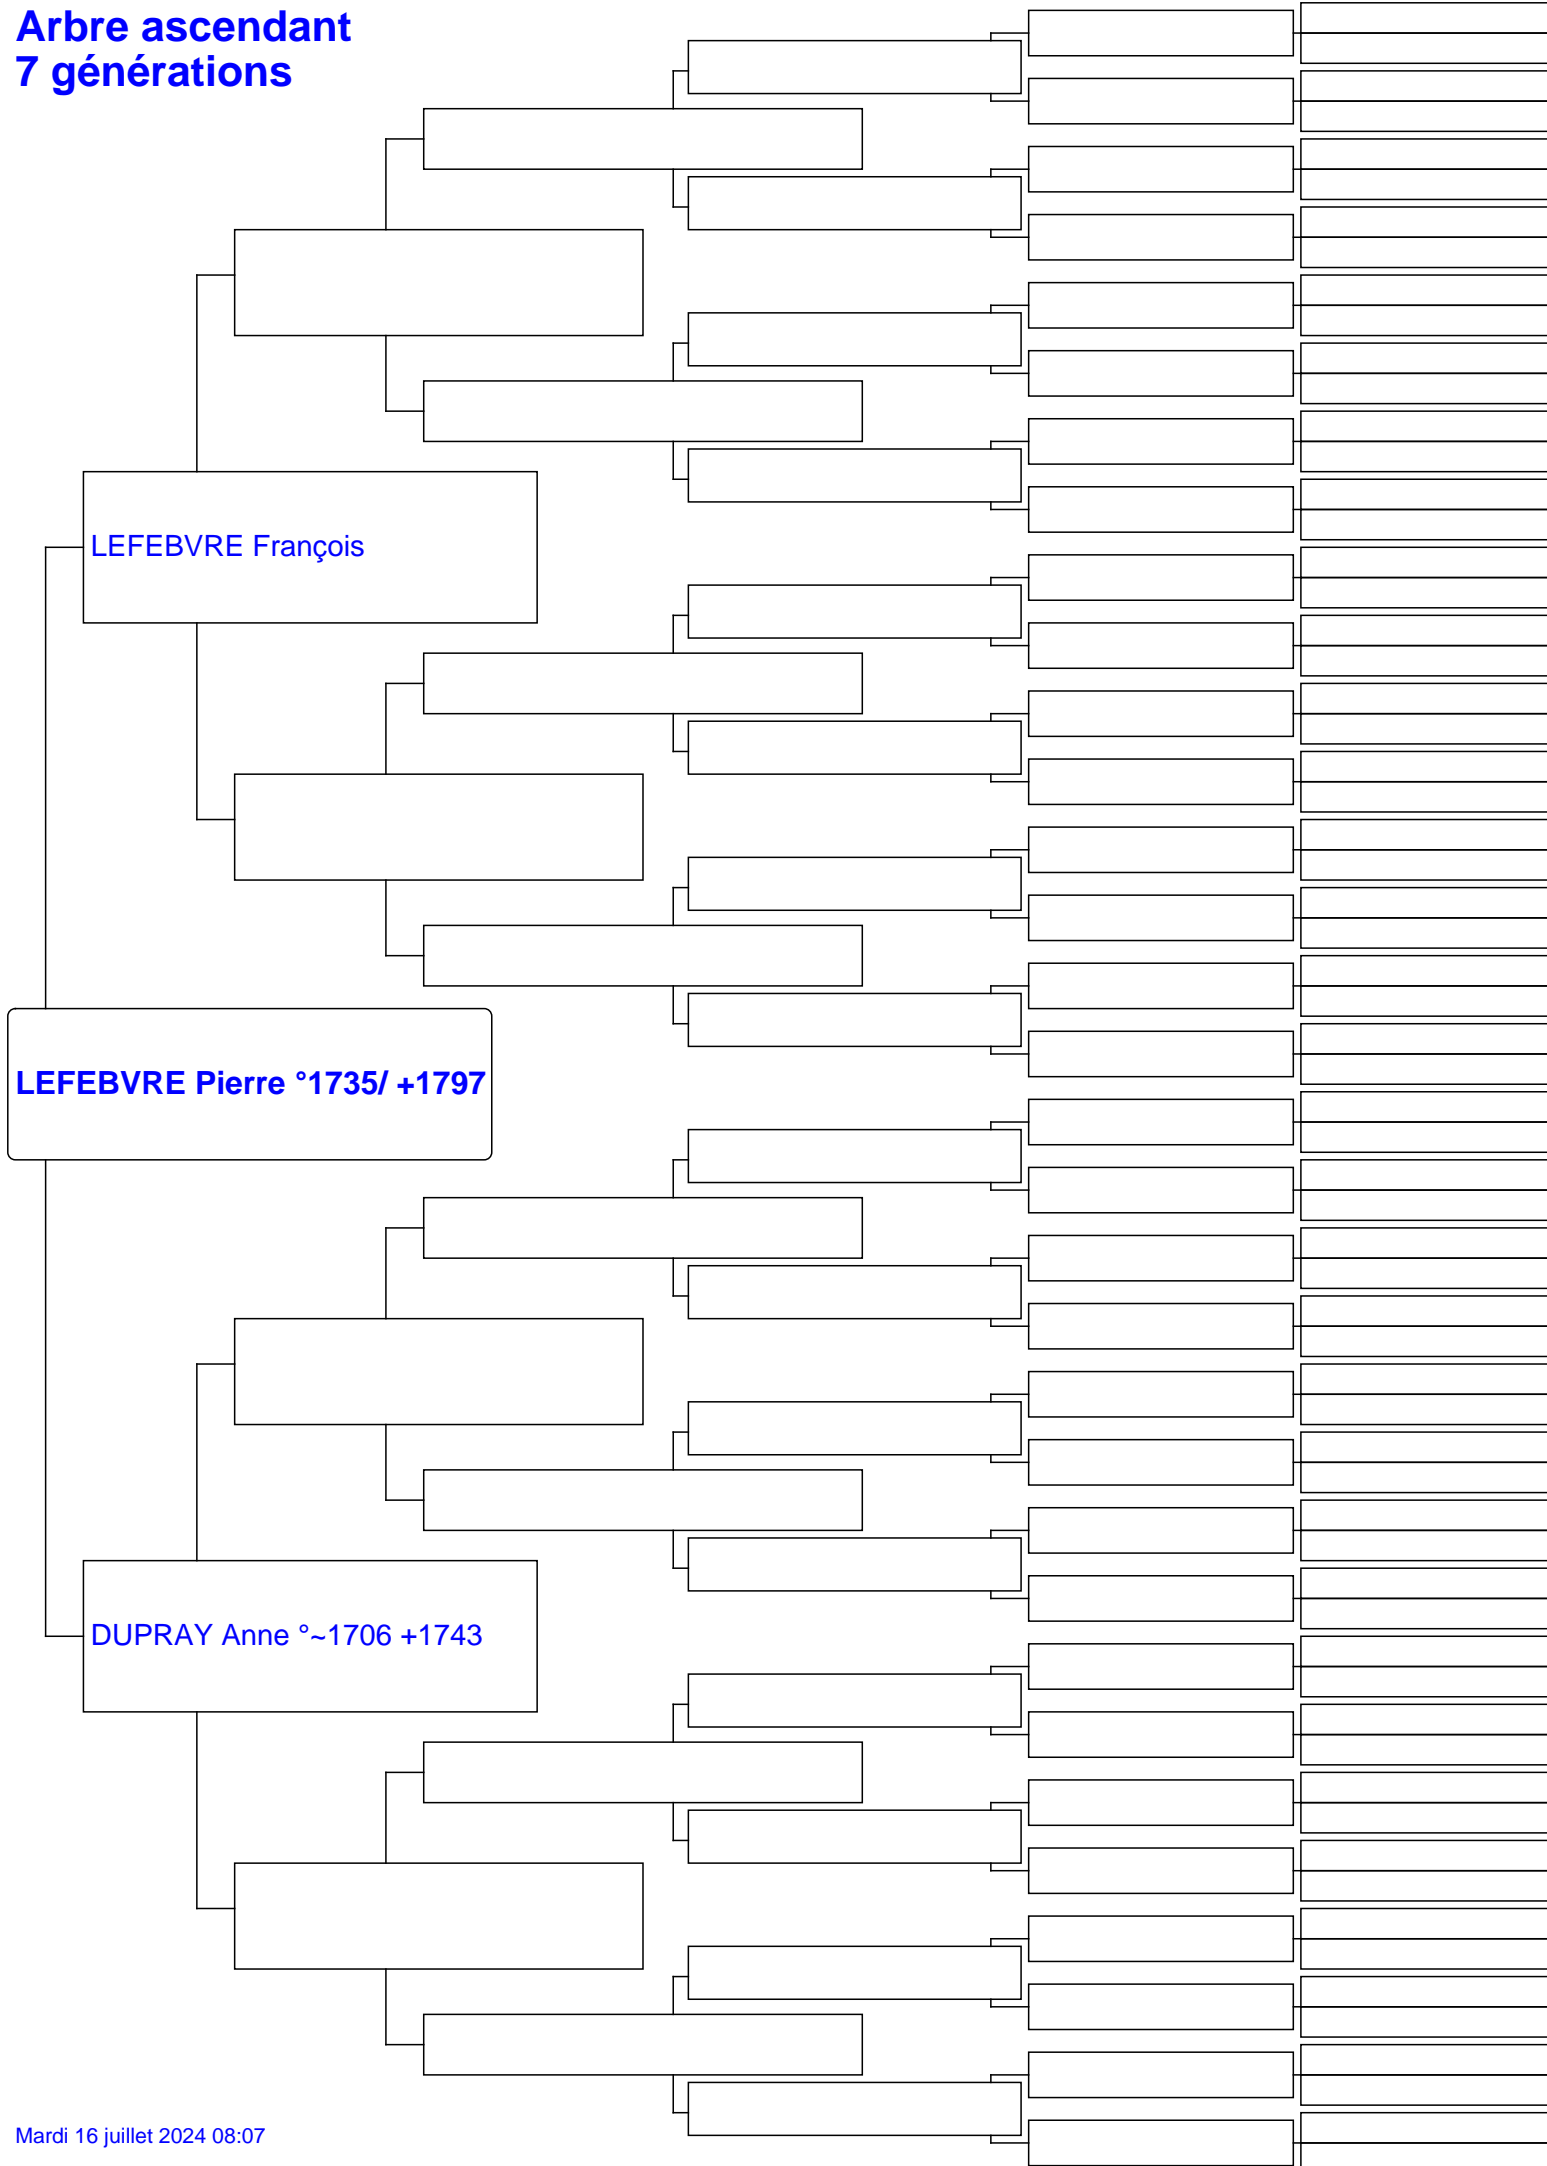 Arbre ascendant
7 générations
LEFEBVRE François
LEFEBVRE Pierre °1735/ +1797
DUPRAY Anne °~1706 +1743
Mardi 16 juillet 2024 08:07